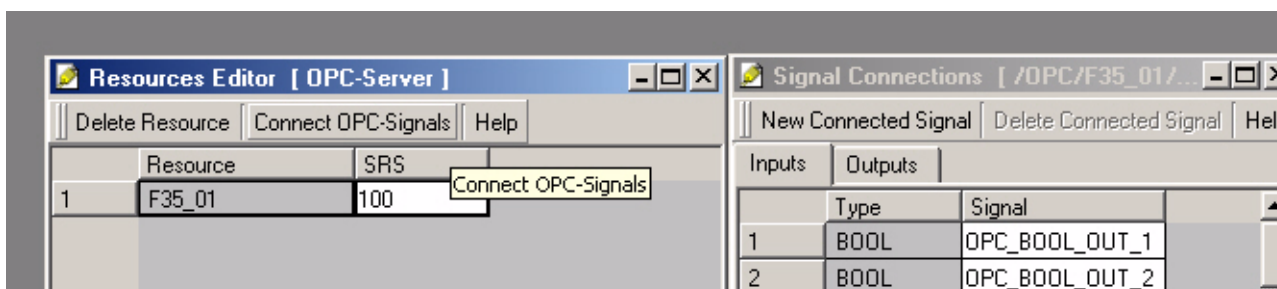 Resources Editor [ OPC-Server ]
Delete Resource Connect OPC-Signals Help
Resource SRS
1 F35_01 100
Connect OPC-Signals
Signal Connections [ /OPC/F35_01/...
New Connected Signal Delete Connected Signal Hel
Inputs Outputs
Type Signal
1 BOOL OPC_BOOL_OUT_1
2 BOOL OPC_BOOL_OUT_2